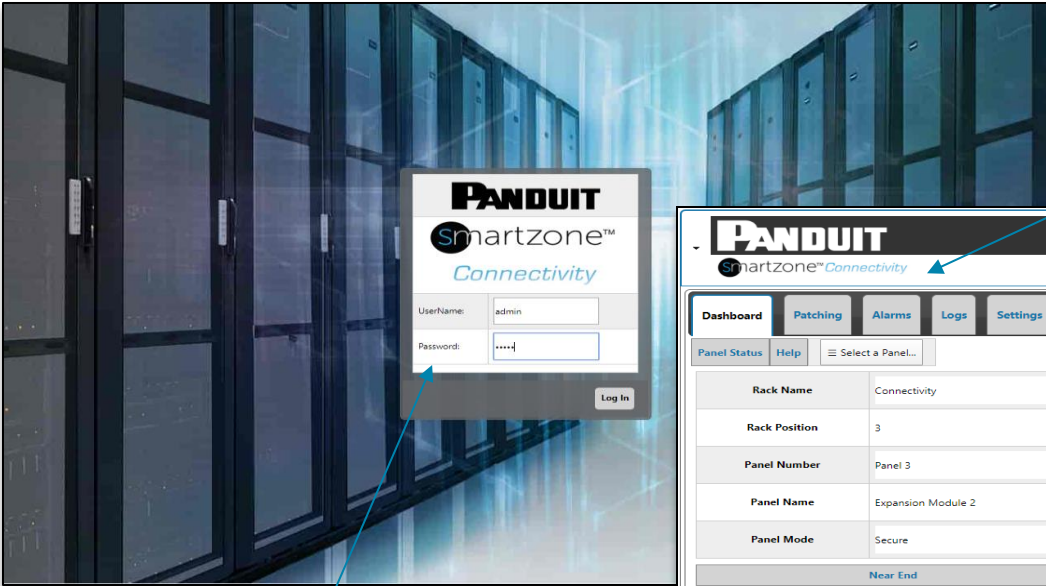 PANDUIT
smartzone™
Connectivity
UserName: admin
Password: •••••
Log In
PANDUIT
smartzone™ Connectivity
Dashboard Patching Alarms Logs Settings
Panel Status Help ☰ Select a Panel...
Rack Name Connectivity
Rack Position 3
Panel Number Panel 3
Panel Name Expansion Module 2
Panel Mode Secure
Near End